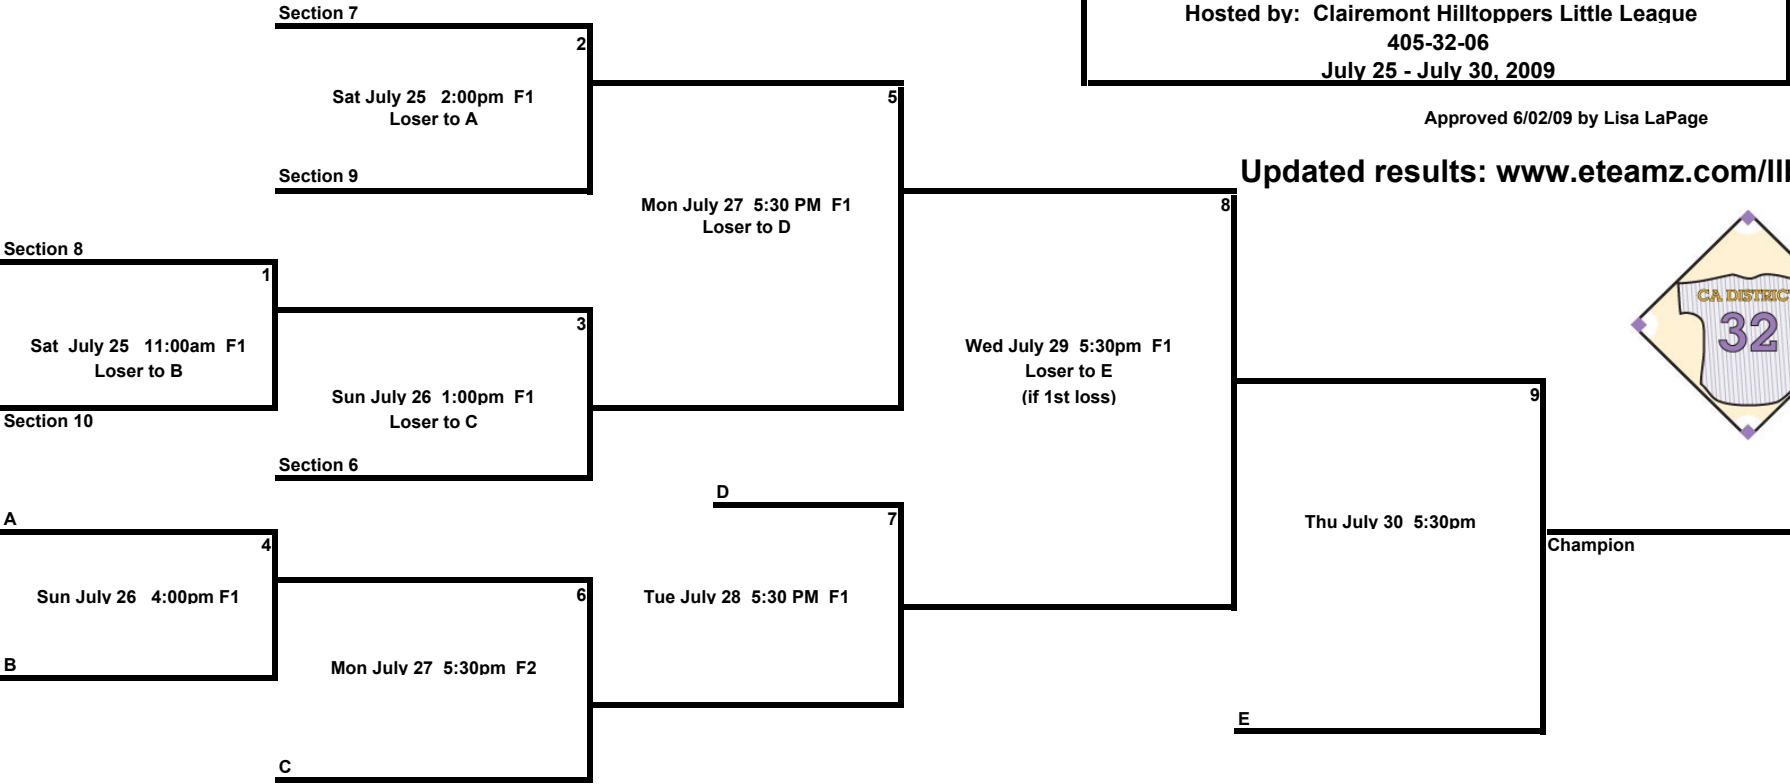 Section 7
Hosted by: Clairemont Hilltoppers Little League
2
405-32-06
July 25 - July 30, 2009
Sat July 25 2:00pm F1
Loser to A
5
Approved 6/02/09 by Lisa LaPage
Section 9
Updated results: www.eteamz.com/lll
Mon July 27 5:30 PM F1
Loser to D
8
Section 8
1
CA DISTRIC
32
3
Sat July 25 11:00am F1
Loser to B
Wed July 29 5:30pm F1
Loser to E
(if 1st loss)
Sun July 26 1:00pm F1
Loser to C
9
Section 10
Section 6
D
A
7
Thu July 30 5:30pm
4
Champion
Sun July 26 4:00pm F1
6
Tue July 28 5:30 PM F1
B
Mon July 27 5:30pm F2
E
C